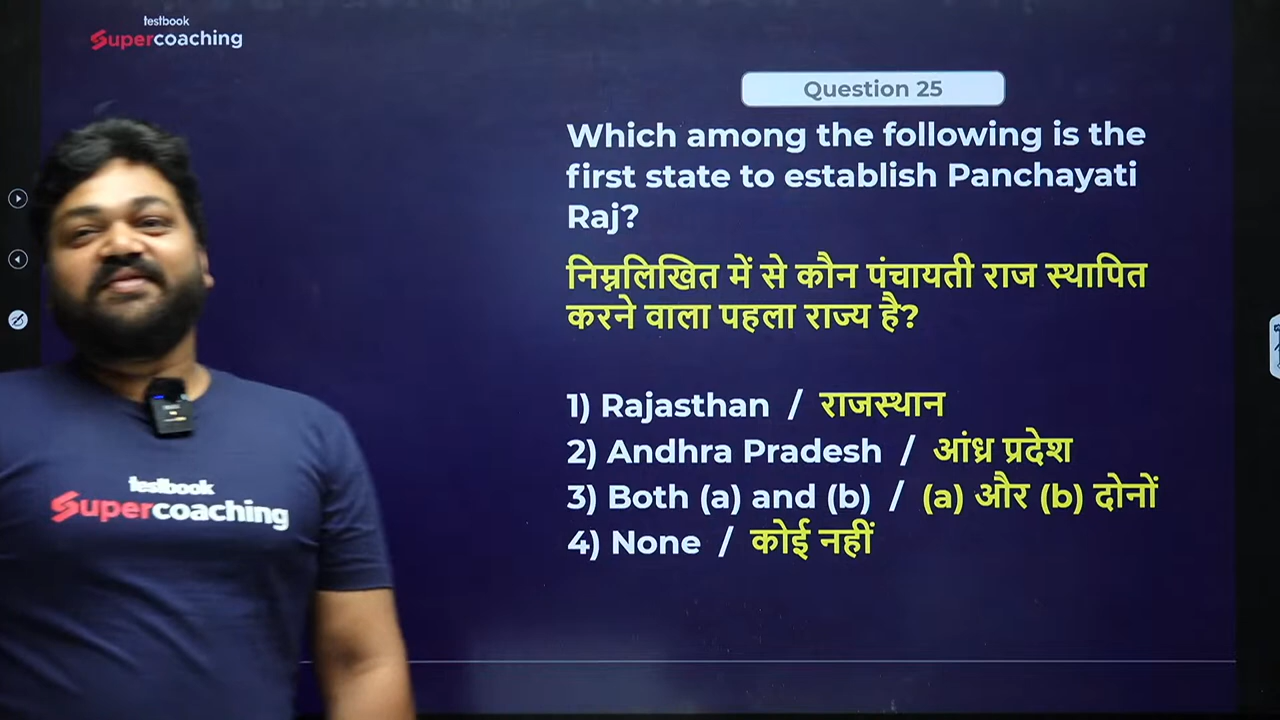 testbook
Supercoaching
Question 25
Which among the following is the
first state to establish Panchayati
Raj?
निम्नलिखित में से कौन पंचायती राज स्थापित
करने वाला पहला राज्य है?
1) Rajasthan / राजस्थान
2) Andhra Pradesh / आंध्र प्रदेश
3) Both (a) and (b) / (a) और (b) दोनों
4) None / कोई नहीं
testbook
Supercoaching